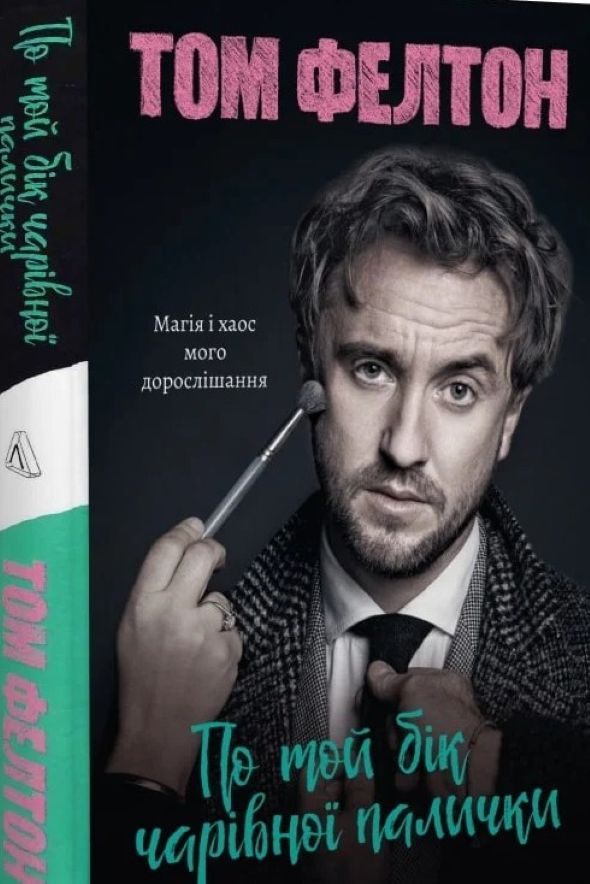 ТОМ ФЕЛТОН
Магія і хаос
мого
дорослішання
По той бік
чарівної палички
По той бік чарівної
палички
ТОМ ФЕЛТОН